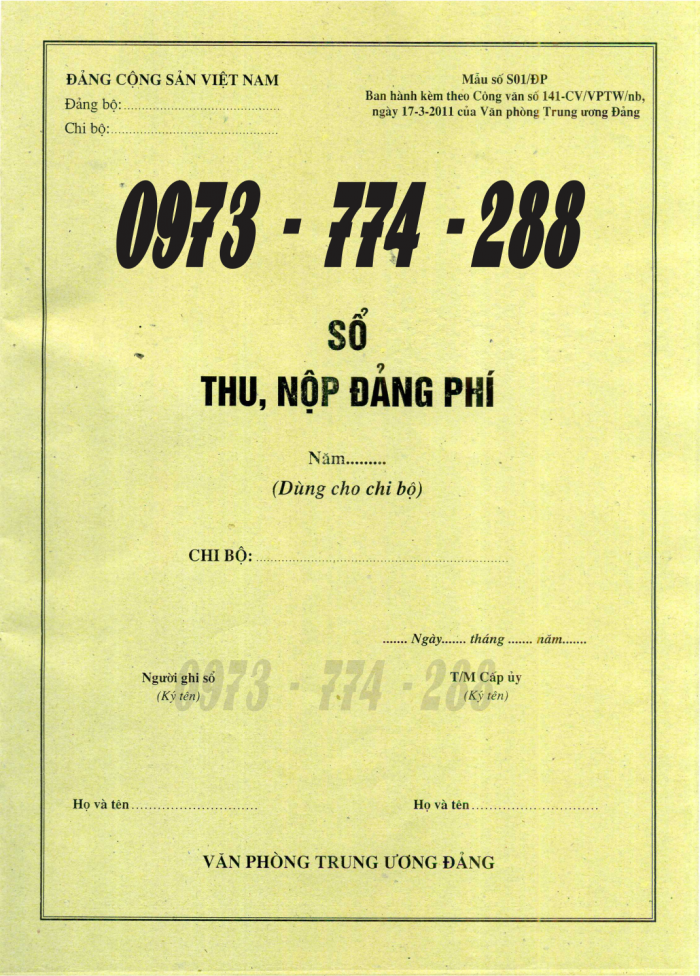 ĐẢNG CỘNG SẢN VIỆT NAM
Đảng bộ:.......................................
Chi bộ:..........................................
Mẫu số S01/ĐP
Ban hành kèm theo Công văn số 141-CV/VPTW/nb,
ngày 17-3-2011 của Văn phòng Trung ương Đảng
0973 - 774 - 288
SỔ
THU, NỘP ĐẢNG PHÍ
Năm.........
(Dùng cho chi bộ)
CHI BỘ: ...............................................................
....... Ngày....... tháng ....... năm.......
0973 - 774 - 288
Người ghi sổ
(Ký tên)
T/M Cấp ủy
(Ký tên)
Họ và tên...............................
Họ và tên...............................
VĂN PHÒNG TRUNG ƯƠNG ĐẢNG